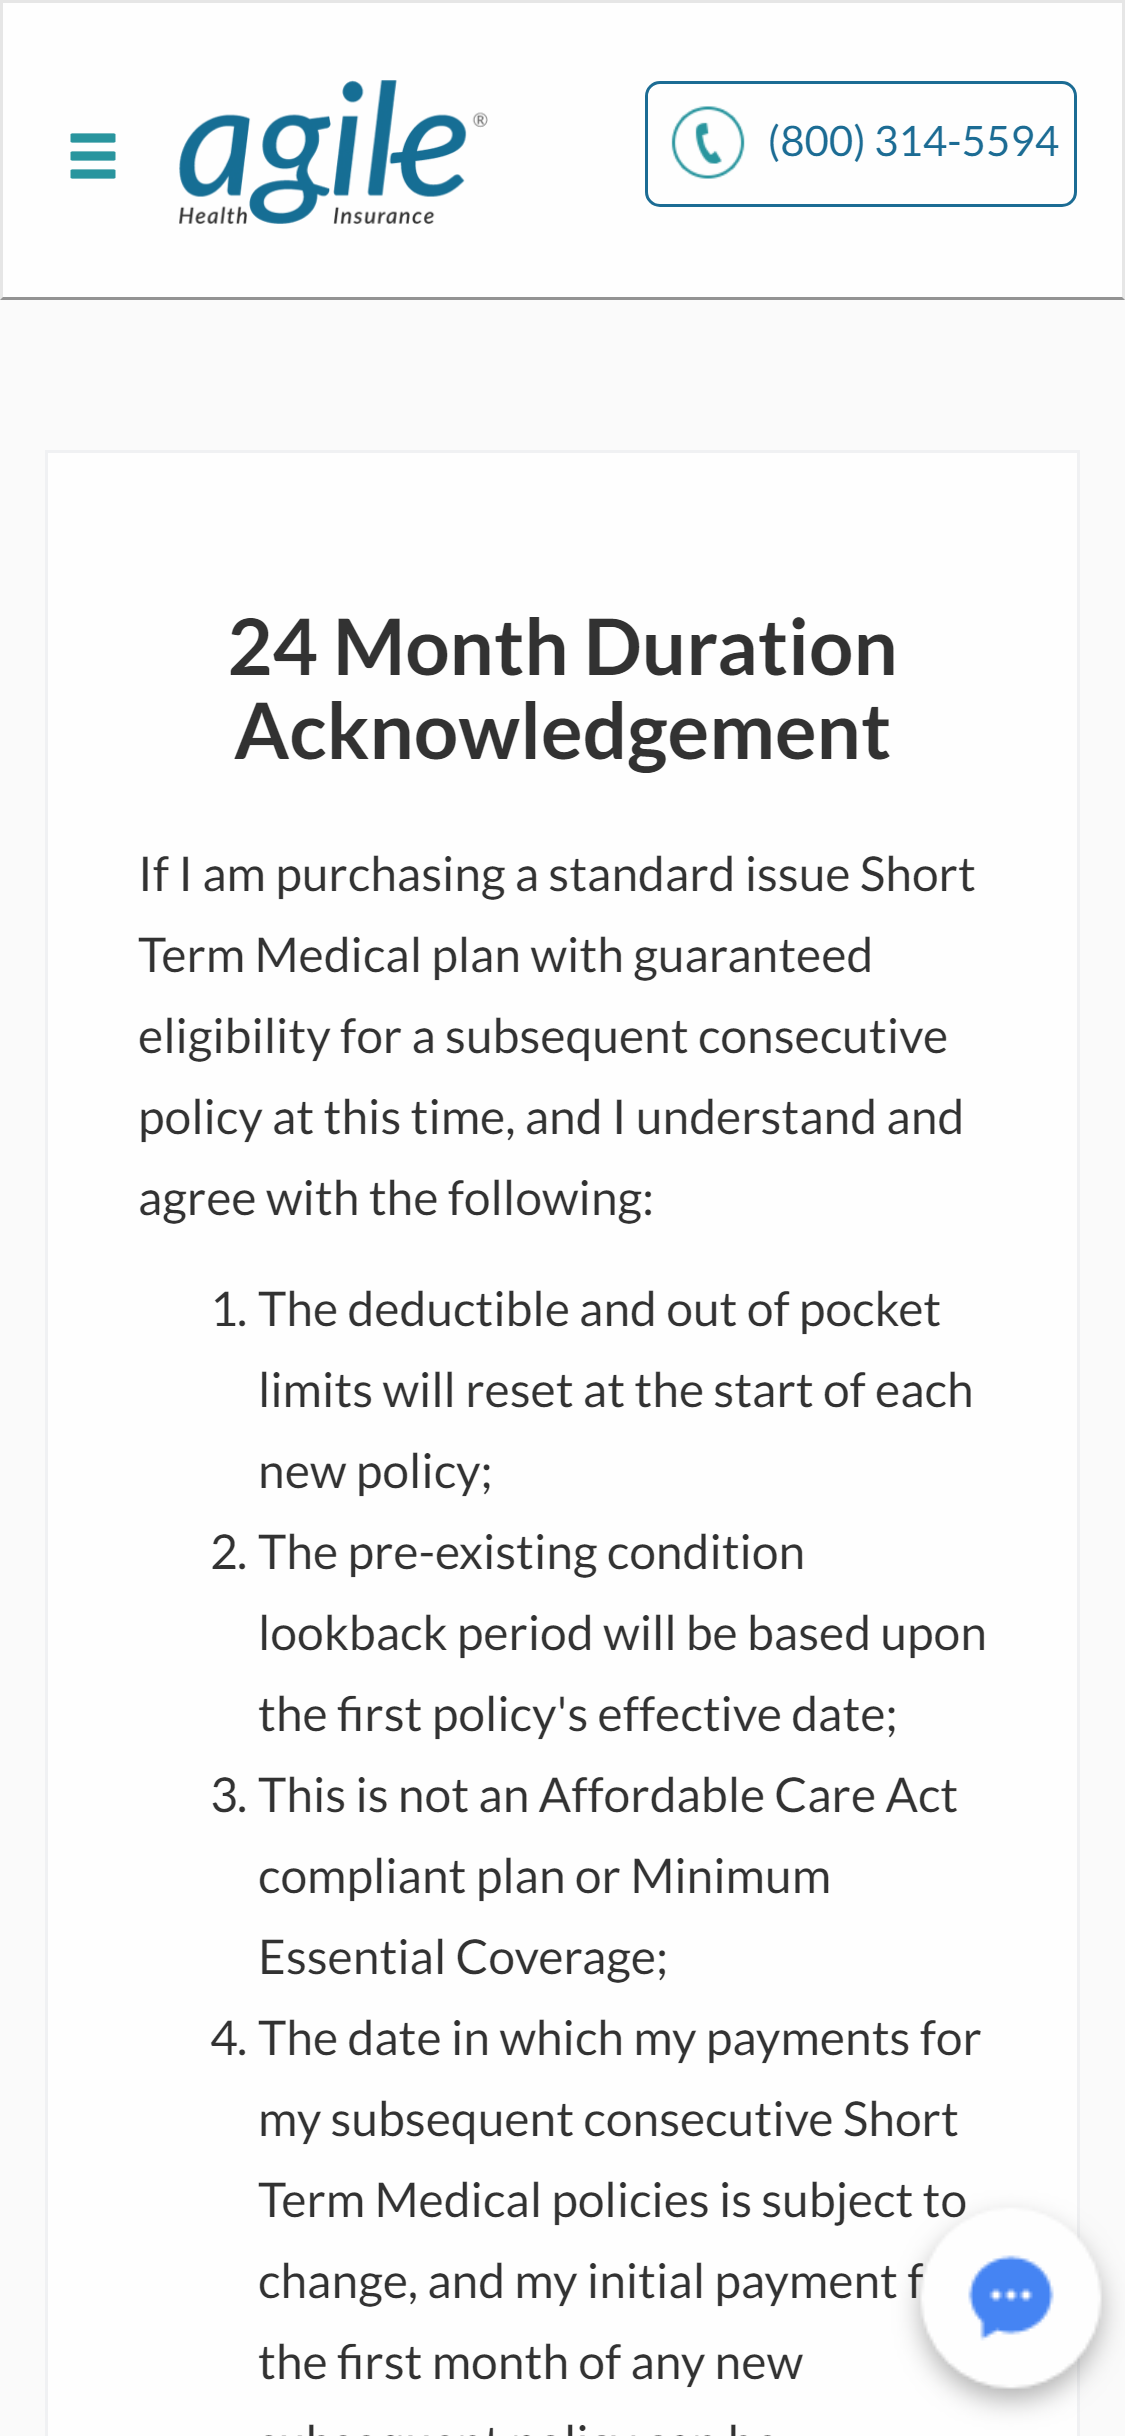 agile®
Health Insurance
(800) 314-5594
24 Month Duration
Acknowledgement
If I am purchasing a standard issue Short
Term Medical plan with guaranteed
eligibility for a subsequent consecutive
policy at this time, and I understand and
agree with the following:
1. The deductible and out of pocket
limits will reset at the start of each
new policy;
2. The pre-existing condition
lookback period will be based upon
the first policy's effective date;
3. This is not an Affordable Care Act
compliant plan or Minimum
Essential Coverage;
4. The date in which my payments for
my subsequent consecutive Short
Term Medical policies is subject to
change, and my initial payment
the first month of any new